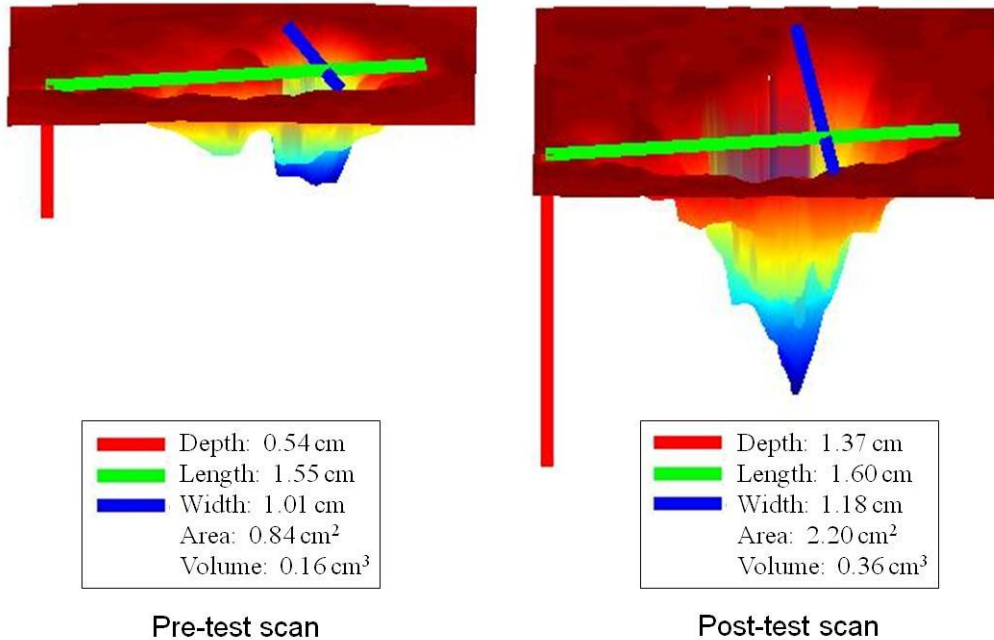 Depth: 0.54 cm
Length: 1.55 cm
Width: 1.01 cm
Area: 0.84 cm²
Volume: 0.16 cm³
Pre-test scan
Depth: 1.37 cm
Length: 1.60 cm
Width: 1.18 cm
Area: 2.20 cm²
Volume: 0.36 cm³
Post-test scan